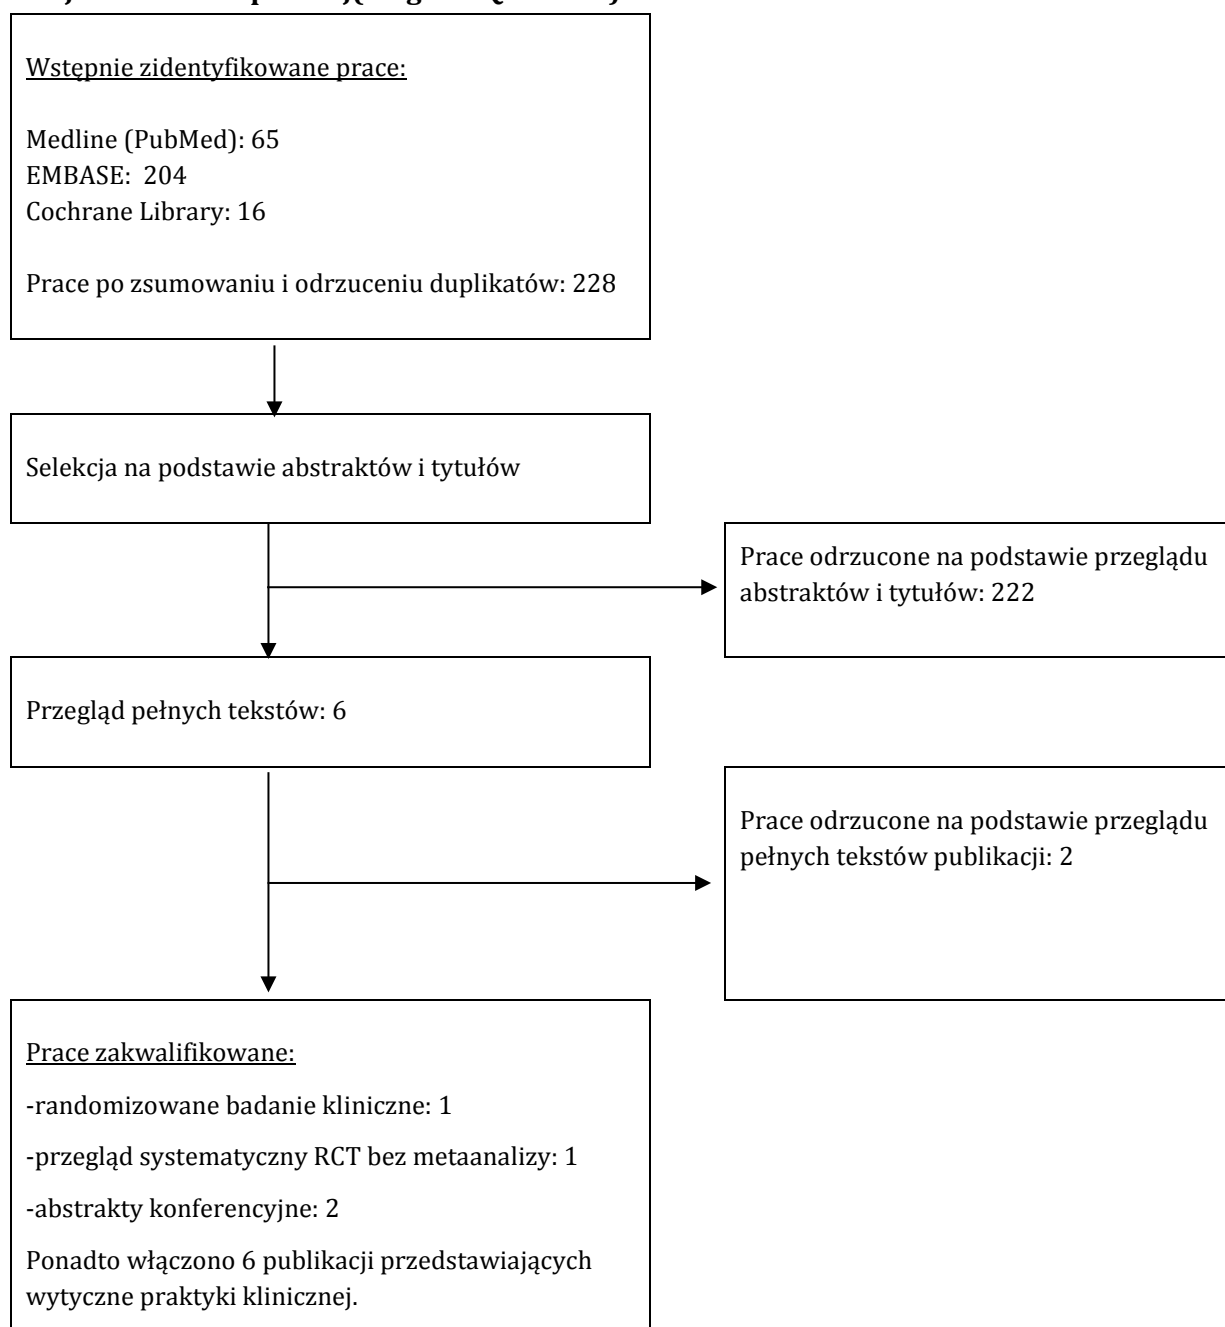 Wstępnie zidentyfikowane prace:
Medline (PubMed): 65
EMBASE: 204
Cochrane Library: 16
Prace po zsumowaniu i odrzuceniu duplikatów: 228
Selekcja na podstawie abstraktów i tytułów
Prace odrzucone na podstawie przeglądu
abstraktów i tytułów: 222
Przegląd pełnych tekstów: 6
Prace odrzucone na podstawie przeglądu
pełnych tekstów publikacji: 2
Prace zakwalifikowane:
-randomizowane badanie kliniczne: 1
-przegląd systematyczny RCT bez metaanalizy: 1
-abstrakty konferencyjne: 2
Ponadto włączono 6 publikacji przedstawiających
wytyczne praktyki klinicznej.